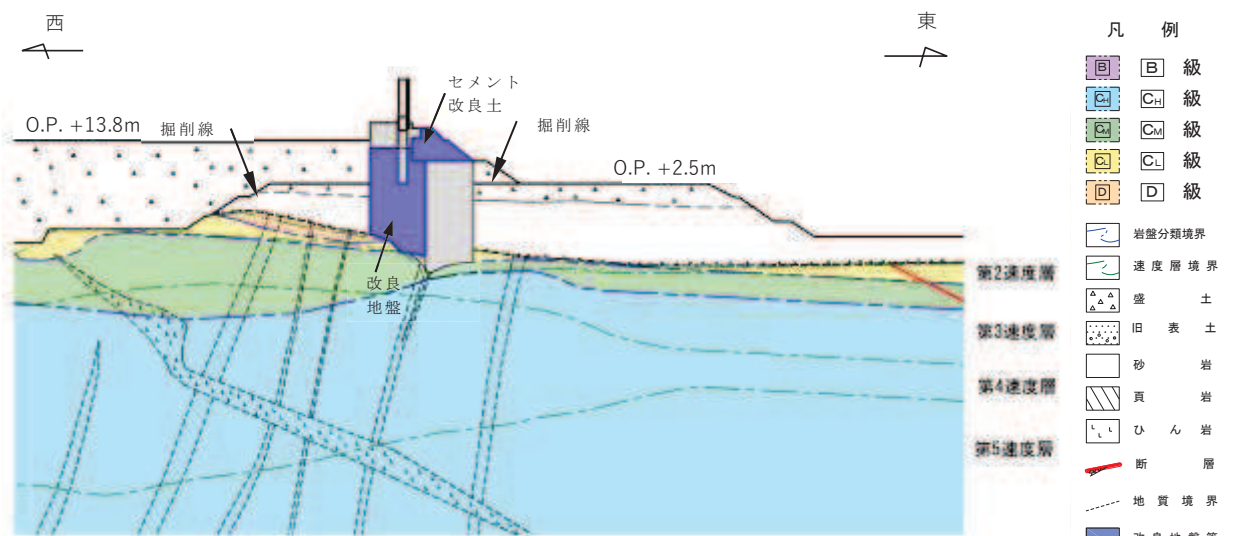 西
東
セメント
改良土
O.P. +13.8m
掘削線
掘削線
O.P. +2.5m
改良
地盤
第2速度層
第3速度層
第4速度層
第5速度層
凡 例
B B 級
CH CH 級
CM CM 級
CL CL 級
D D 級
岩盤分類境界
速度層境界
盛 土
旧 表 土
砂 岩
頁 岩
ひ ん 岩
断 層
地 質 境 界